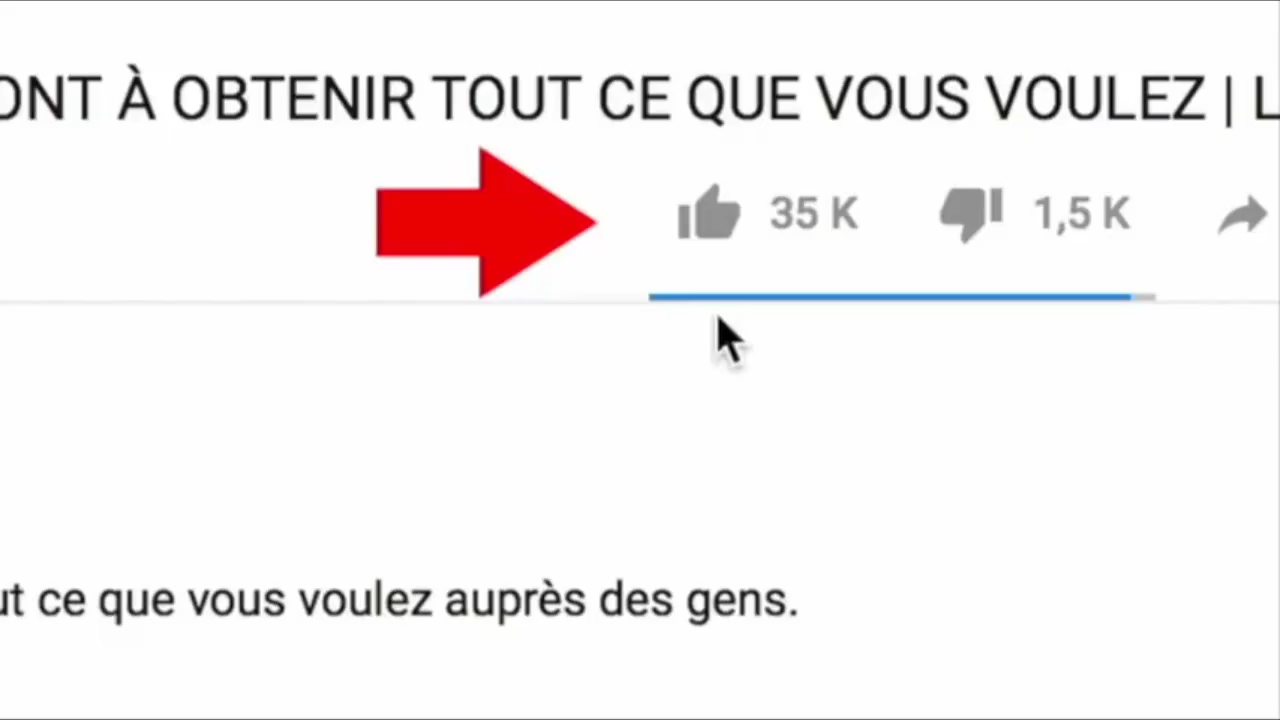 ONT À OBTENIR TOUT CE QUE VOUS VOULEZ | L
35 K 1,5 K
ut ce que vous voulez auprès des gens.